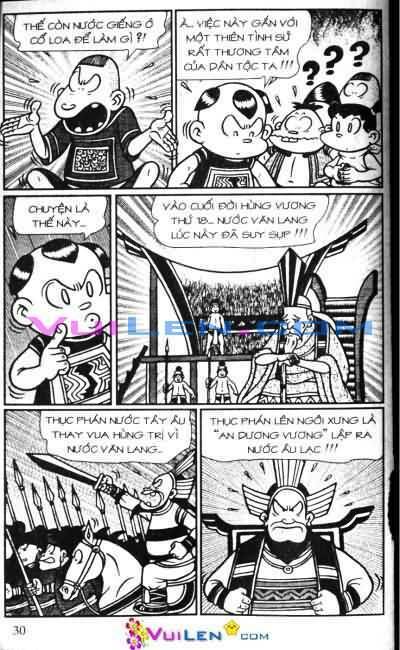 THẾ CÒN NƯỚC GIẾNG Ở
CỔ LOA ĐỂ LÀM GÌ ?!
À... VIỆC NÀY GẮN VỚI
MỘT THIÊN TÌNH SỬ
RẤT THƯƠNG TÂM
CỦA DÂN TỘC TA !!!
???
CHUYỆN LÀ
THẾ NÀY...
VÀO CUỐI ĐỜI HÙNG VƯƠNG
THỨ 18... NƯỚC VĂN LANG
LÚC NÀY ĐÃ SUY SỤP !!!
VUILEN.COM
THỤC PHÁN NƯỚC TÂY ÂU
THAY VUA HÙNG TRỊ VÌ
NƯỚC VĂN LANG...
THỤC PHÁN LÊN NGÔI XƯNG LÀ
"AN DƯƠNG VƯƠNG" LẬP RA
NƯỚC ÂU LẠC !!!
30
VUILEN.COM